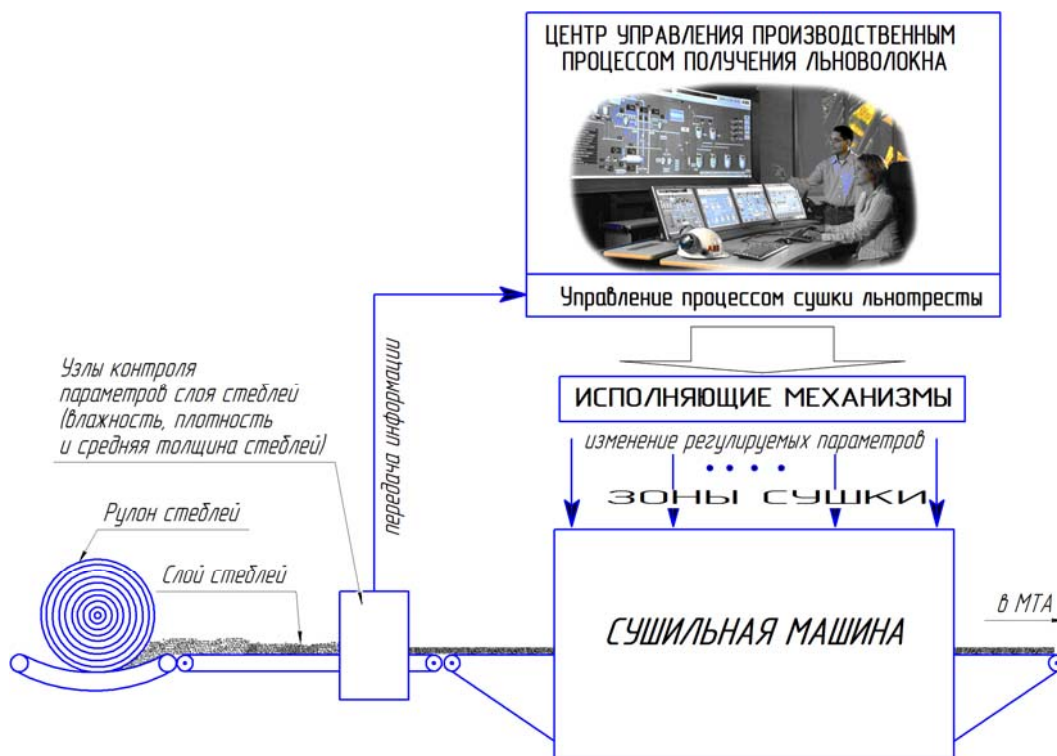 ЦЕНТР УПРАВЛЕНИЯ ПРОИЗВОДСТВЕННЫМ
ПРОЦЕССОМ ПОЛУЧЕНИЯ ЛЬНОВОЛОКНА
Управление процессом сушки льнотресты
Узлы контроля
параметров слоя стеблей
(влажность, плотность
и средняя толщина стеблей)
передача информации
ИСПОЛНЯЮЩИЕ МЕХАНИЗМЫ
изменение регулируемых параметров
ЗОНЫ СУШКИ
Рулон стеблей
Слой стеблей
СУШИЛЬНАЯ МАШИНА
в МТА